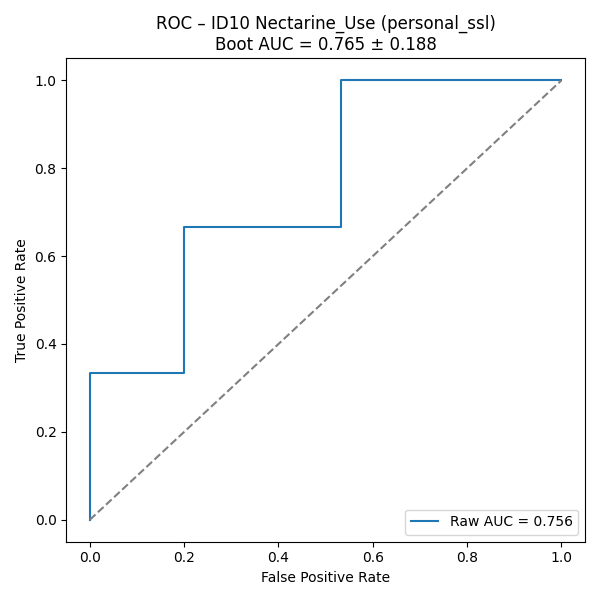 ROC – ID10 Nectarine_Use (personal_ssl)
Boot AUC = 0.765 ± 0.188
1.0
0.8
0.6
0.4
0.2
0.0
True Positive Rate
Raw AUC = 0.756
0.0 0.2 0.4 0.6 0.8 1.0
False Positive Rate